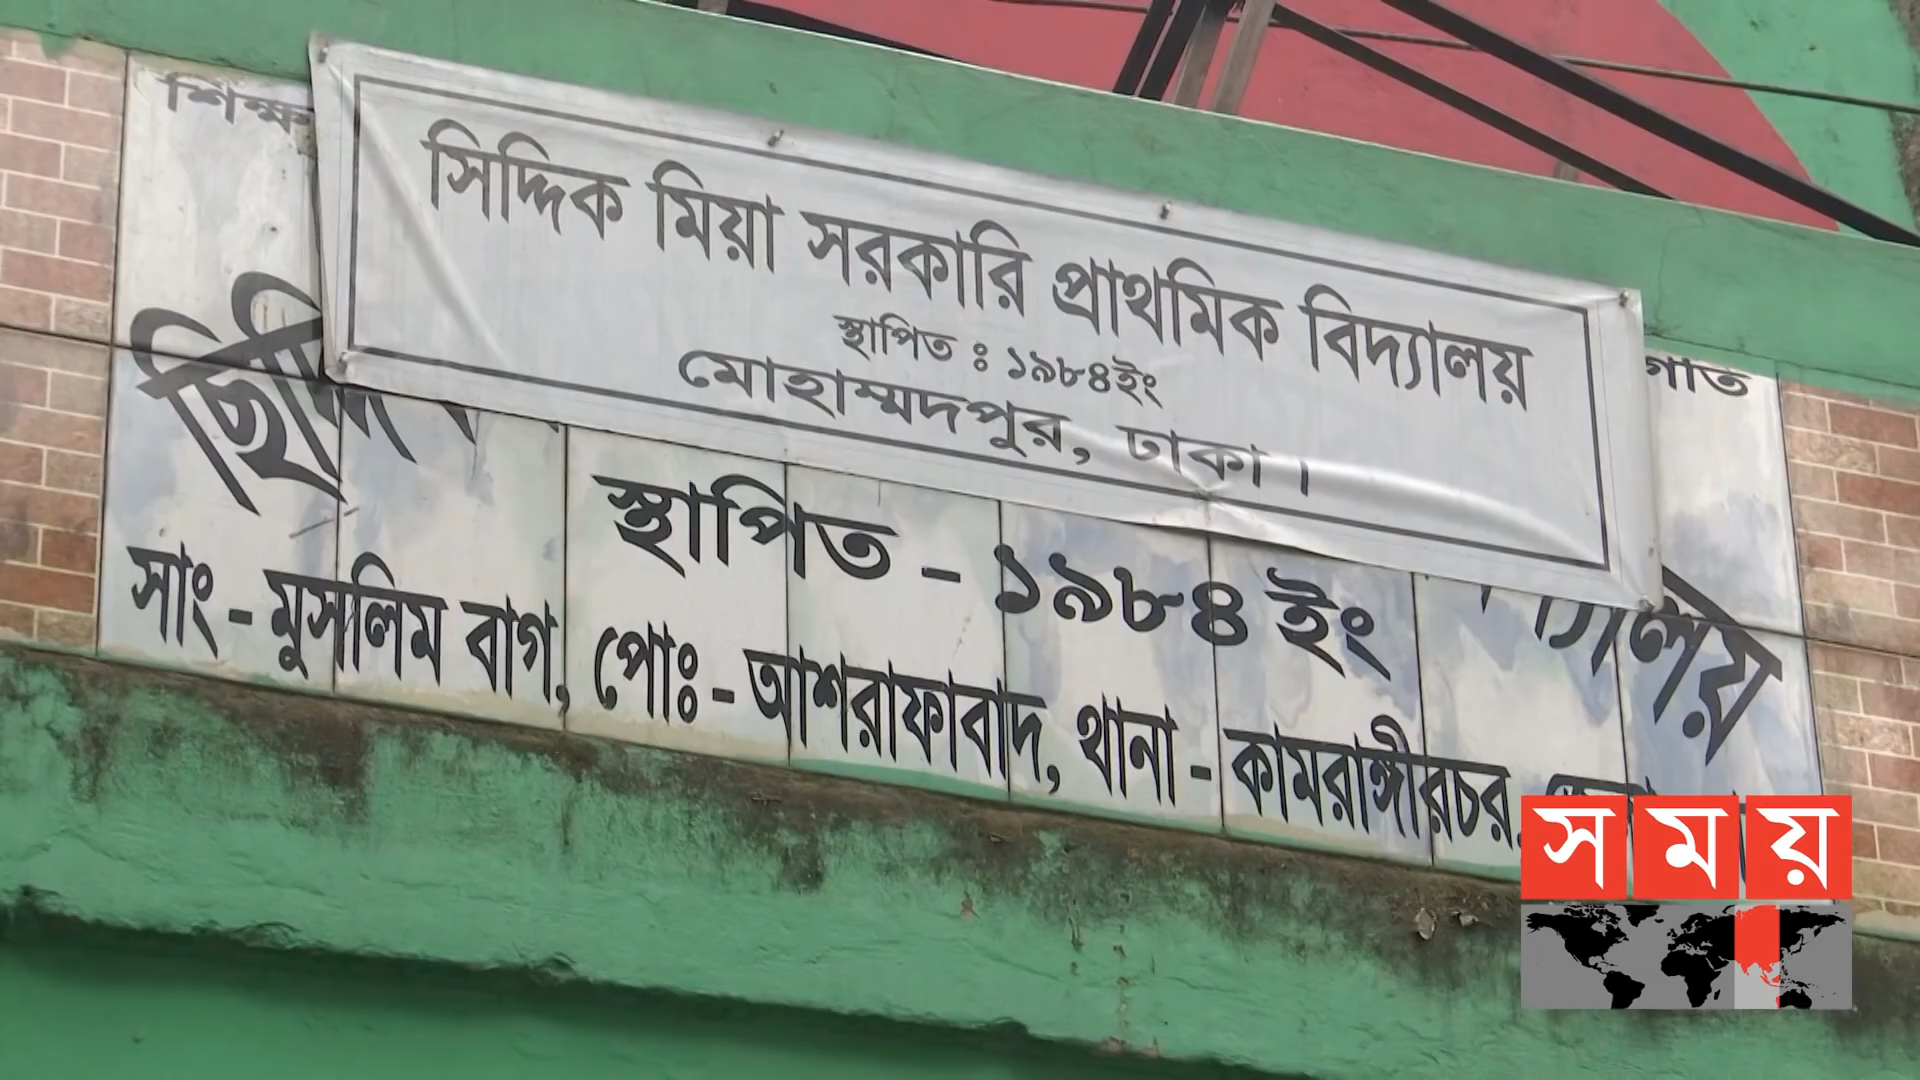 সিদ্দিক মিয়া সরকারি প্রাথমিক বিদ্যালয়
স্থাপিত ঃ ১৯৮৪ইং
মোহাম্মদপুর, ঢাকা।
স্থাপিত - ১৯৮৪ ইং
সাং - মুসলিম বাগ, পোঃ - আশরাফাবাদ, থানা - কামরাঙ্গীরচর,
সময়